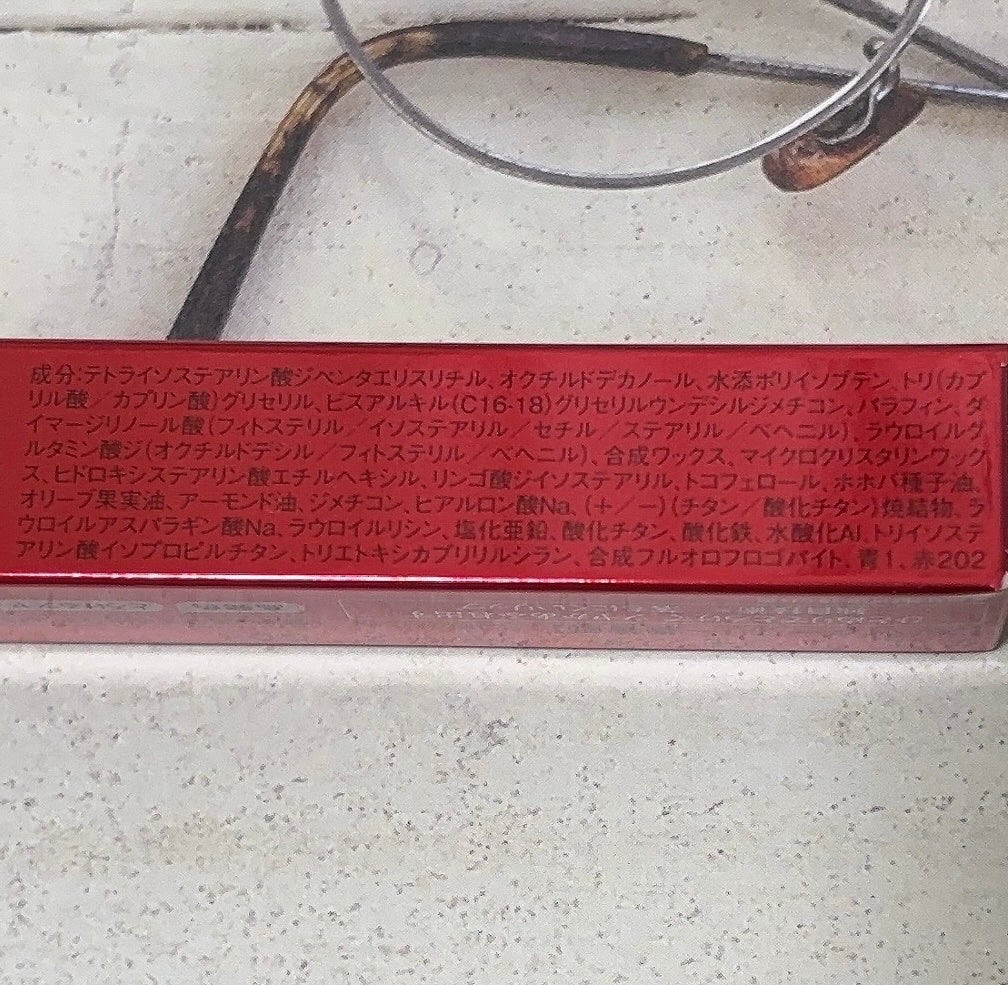 成分:テトライソステアリン酸ジペンタエリスリチル、オクチルドデカノール、水添ポリイソブテン、トリ(カプ
リル酸／カプリン酸)グリセリル、ビスアルキル(C16-18)グリセリルウンデシルジメチコン、パラフィン、ダ
イマージリノール酸(フィトステリル／イソステアリル／セチル／ステアリル／ベヘニル)、ラウロイルグ
ルタミン酸ジ(オクチルドデシル／フィトステリル／ベヘニル)、合成ワックス、マイクロクリスタリンワック
ス、ヒドロキシステアリン酸エチルヘキシル、リンゴ酸ジイソステアリル、トコフェロール、ホホバ種子油、
オリーブ果実油、アーモンド油、ジメチコン、ヒアルロン酸Na、(＋／－)(チタン／酸化チタン)焼結物、ラ
ウロイルアスパラギン酸Na、ラウロイルリシン、塩化亜鉛、酸化チタン、酸化鉄、水酸化Al、トリイソステ
アリン酸イソプロピルチタン、トリエトキシカプリリルシラン、合成フルオロフロゴパイト、青1、赤202